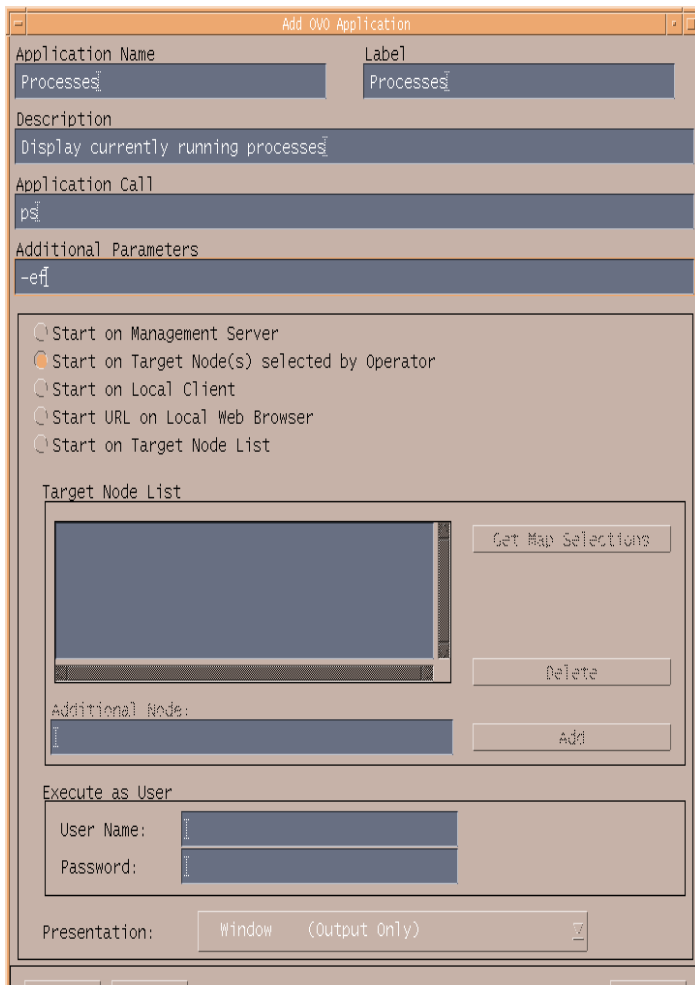 Add OVO Application
Application Name Label
Processes Processes
Description
Display currently running processes
Application Call
ps
Additional Parameters
-ef
Start on Management Server
Start on Target Node(s) selected by Operator
Start on Local Client
Start URL on Local Web Browser
Start on Target Node List
Target Node List
Get Map Selections
Delete
Additional Node:
Add
Execute as User
User Name:
Password:
Presentation: Window (Output Only)